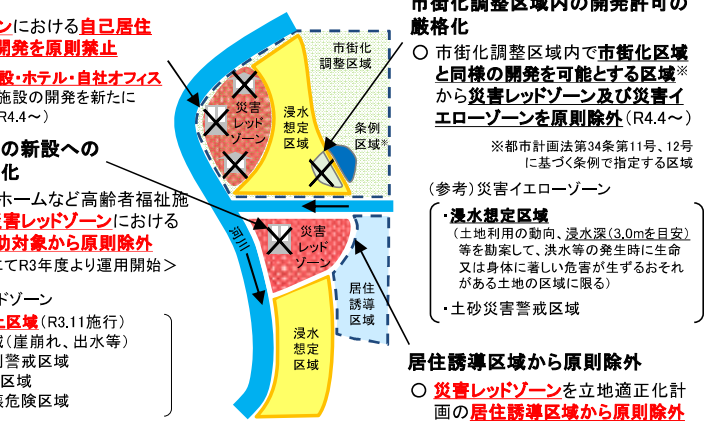 ンにおける自己居住
開発を原則禁止
設・ホテル・自社オフィス
施設の開発を新たに
R4.4～)
の新設への
化
ホームなど高齢者福祉施
災害レッドゾーンにおける
助対象から原則除外
にてR3年度より運用開始＞
ドゾーン
上区域(R3.11施行)
域(崖崩れ、出水等)
別警戒区域
区域
壊危険区域
市街化
調整区域
災害
レッド
ゾーン
浸水
想定
区域
条例
区域※
河川
災害
レッド
ゾーン
居住
誘導
区域
浸水
想定
区域
市街化調整区域内の開発許可の
厳格化
○ 市街化調整区域内で市街化区域
と同様の開発を可能とする区域※
から災害レッドゾーン及び災害イ
エローゾーンを原則除外(R4.4～)
※都市計画法第34条第11号、12号
に基づく条例で指定する区域
(参考)災害イエローゾーン
・浸水想定区域
(土地利用の動向、浸水深(3.0mを目安)
等を勘案して、洪水等の発生時に生命
又は身体に著しい危害が生ずるおそれ
がある土地の区域に限る)
・土砂災害警戒区域
居住誘導区域から原則除外
○ 災害レッドゾーンを立地適正化計
画の居住誘導区域から原則除外